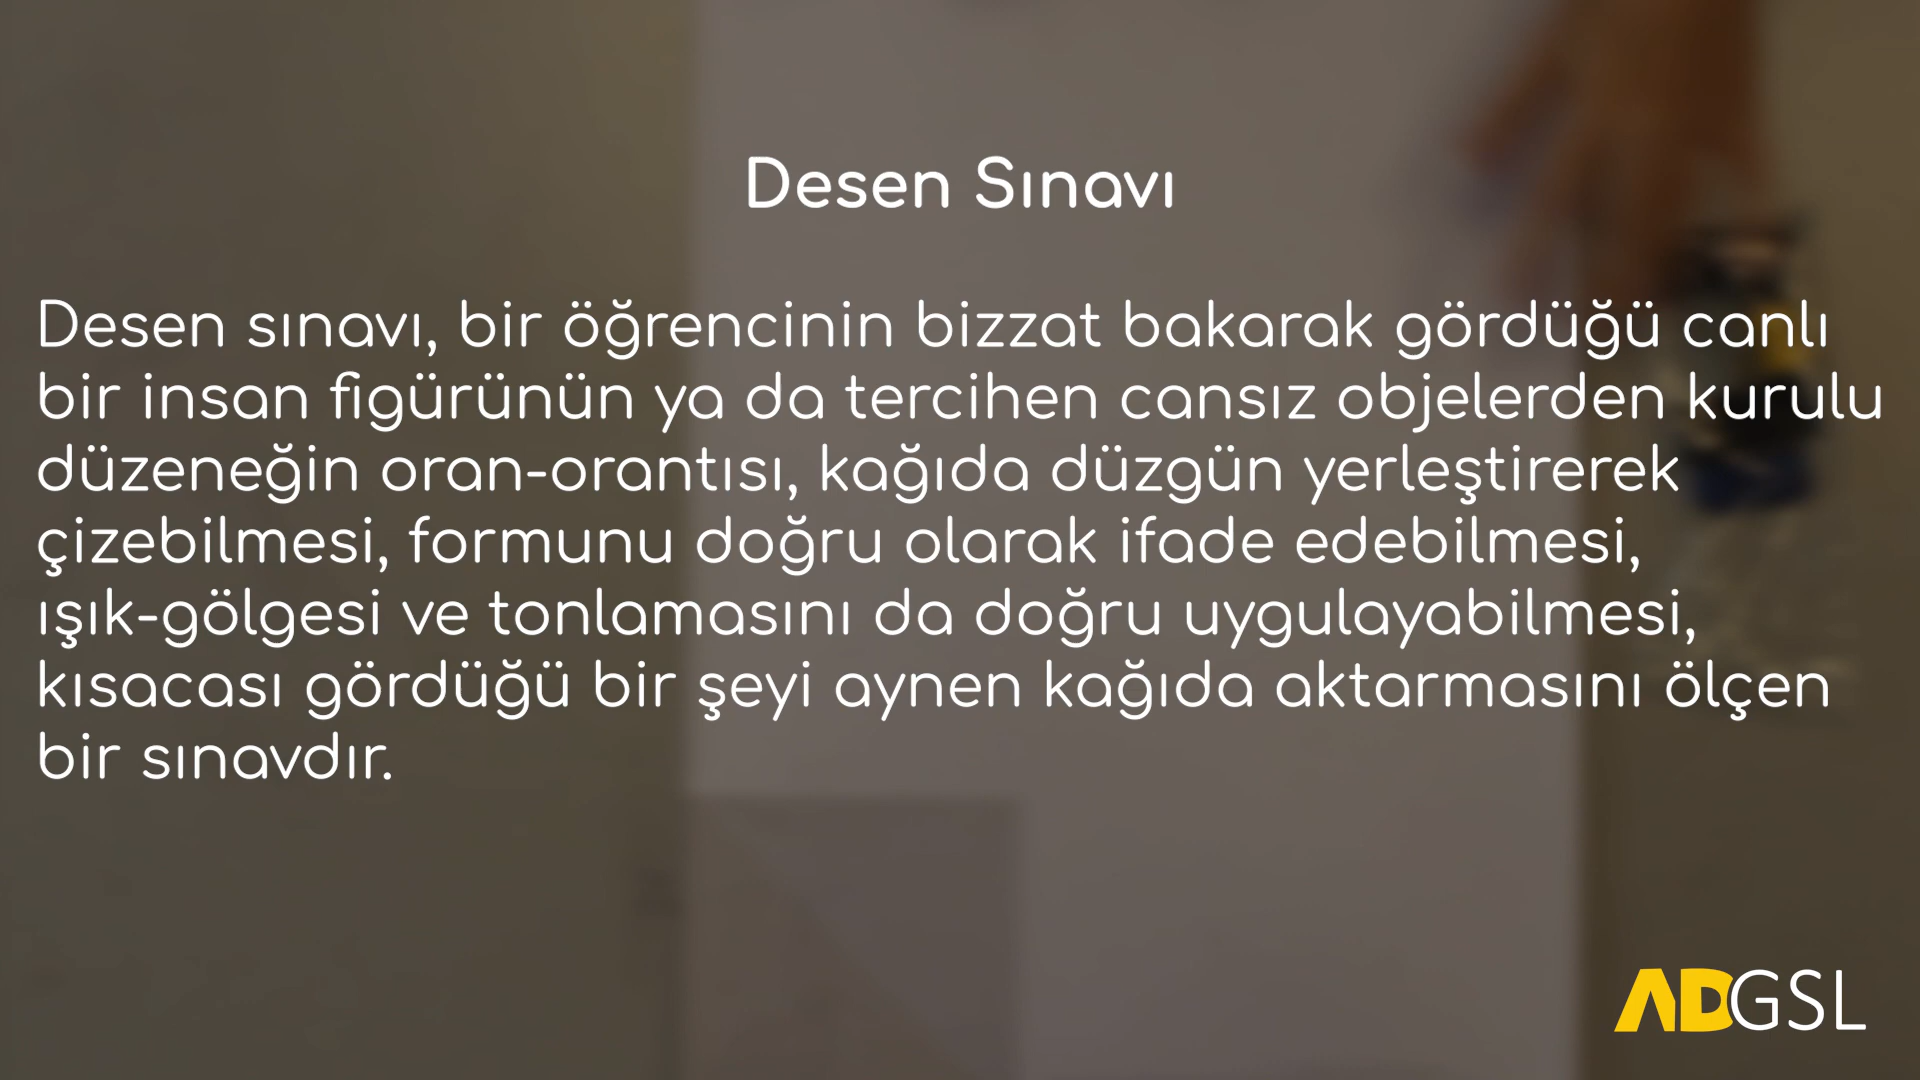 Desen Sınavı
Desen sınavı, bir öğrencinin bizzat bakarak gördüğü canlı
bir insan figürünün ya da tercihen cansız objelerden kurulu
düzeneğin oran-orantısı, kağıda düzgün yerleştirerek
çizebilmesi, formunu doğru olarak ifade edebilmesi,
ışık-gölgesi ve tonlamasını da doğru uygulayabilmesi,
kısacası gördüğü bir şeyi aynen kağıda aktarmasını ölçen
bir sınavdır.
ADGSL